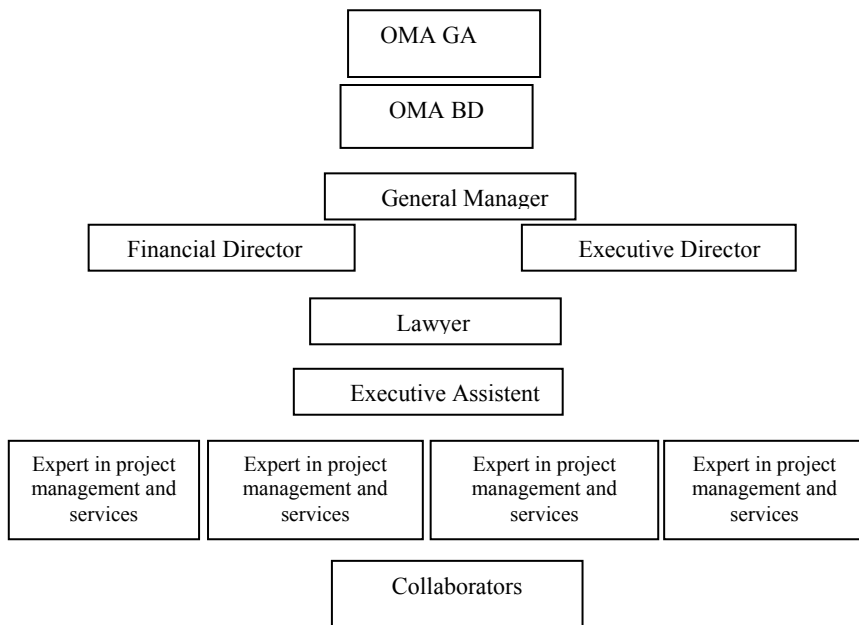 OMA GA
OMA BD
General Manager
Financial Director
Executive Director
Lawyer
Executive Assistent
Expert in project
management and
services
Expert in project
management and
services
Expert in project
management and
services
Expert in project
management and
services
Collaborators